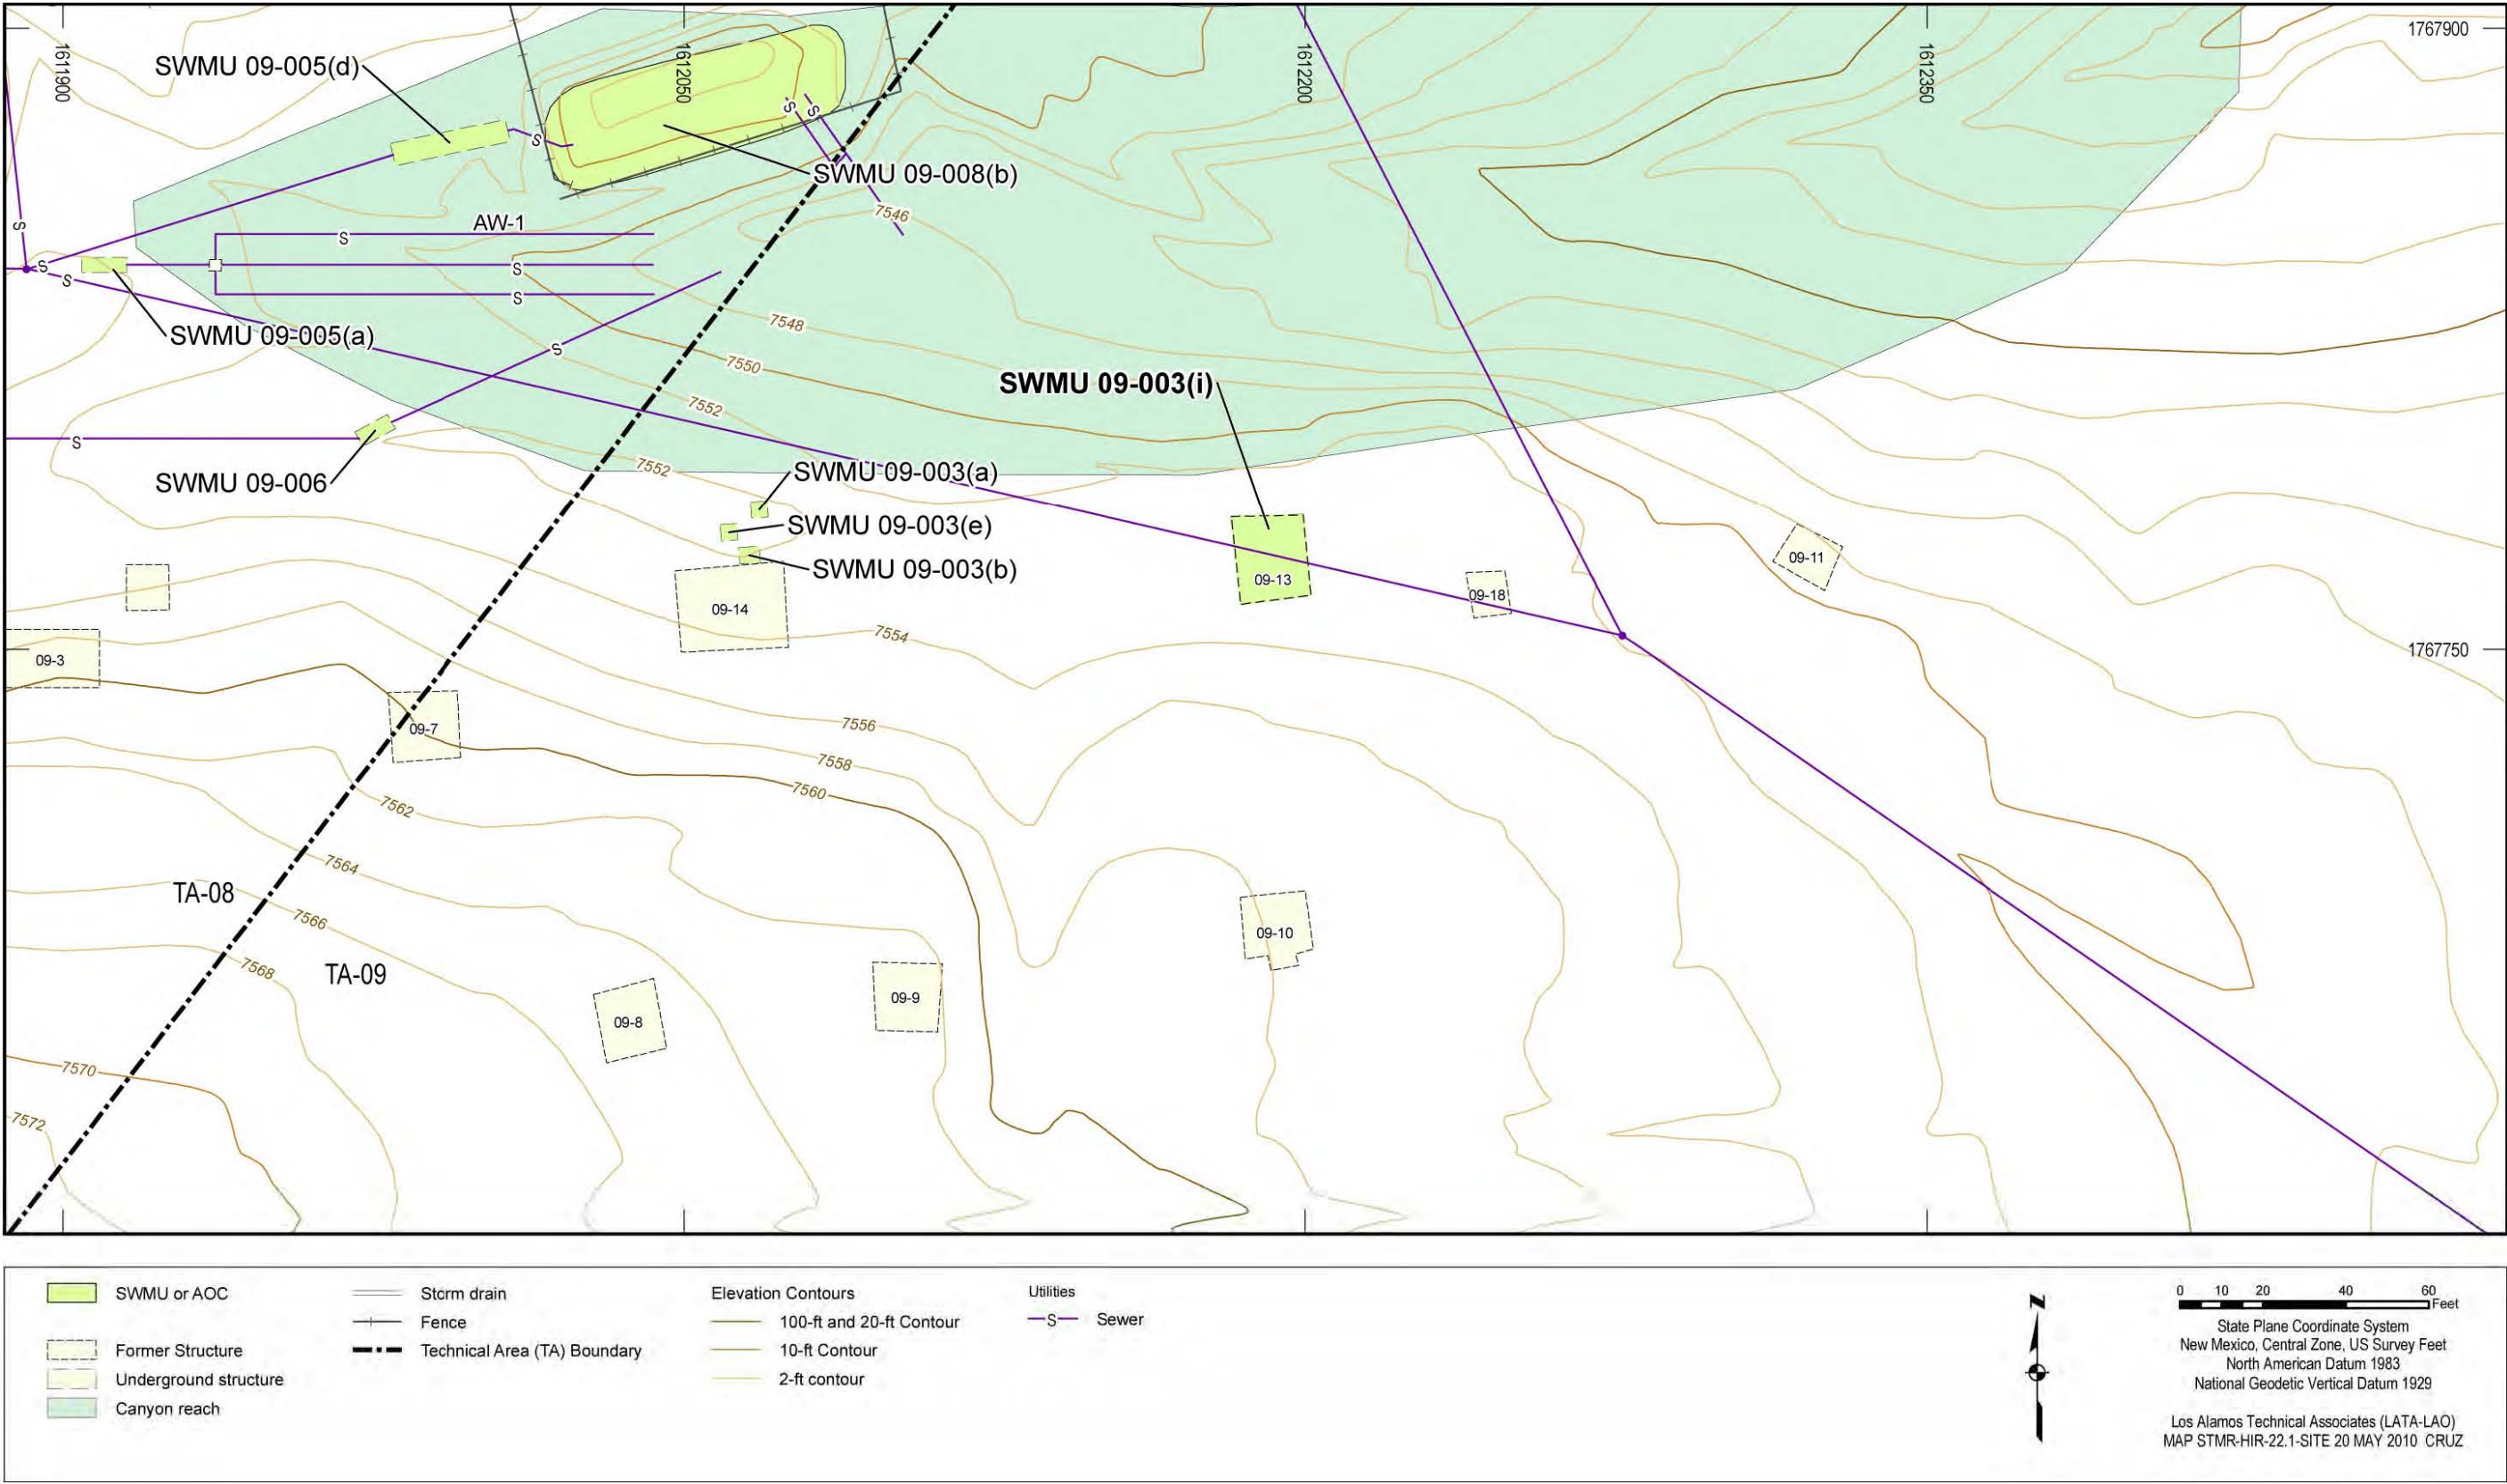 1611900
1612050
1612200
1612350
1767900
SWMU 09-005(d)
S
S
S
SWMU 09-008(b)
7546
AW-1
S
S
S
S
S
S
SWMU 09-005(a)
7548
7550
S
SWMU 09-003(i)
7552
S
7552
SWMU 09-003(a)
SWMU 09-006
SWMU 09-003(e)
SWMU 09-003(b)
09-11
09-13
09-18
09-14
7554
1767750
09-3
09-7
7556
7558
7560
7562
7564
TA-08
7566
09-10
7568
TA-09
09-9
09-8
7570
7572
SWMU or AOC
Former Structure
Underground structure
Canyon reach
Storm drain
Fence
Technical Area (TA) Boundary
Elevation Contours
100-ft and 20-ft Contour
10-ft Contour
2-ft contour
Utilities
S Sewer
N
0 10 20 40 60
Feet
State Plane Coordinate System
New Mexico, Central Zone, US Survey Feet
North American Datum 1983
National Geodetic Vertical Datum 1929
Los Alamos Technical Associates (LATA-LAO)
MAP STMR-HIR-22.1-SITE 20 MAY 2010 CRUZ